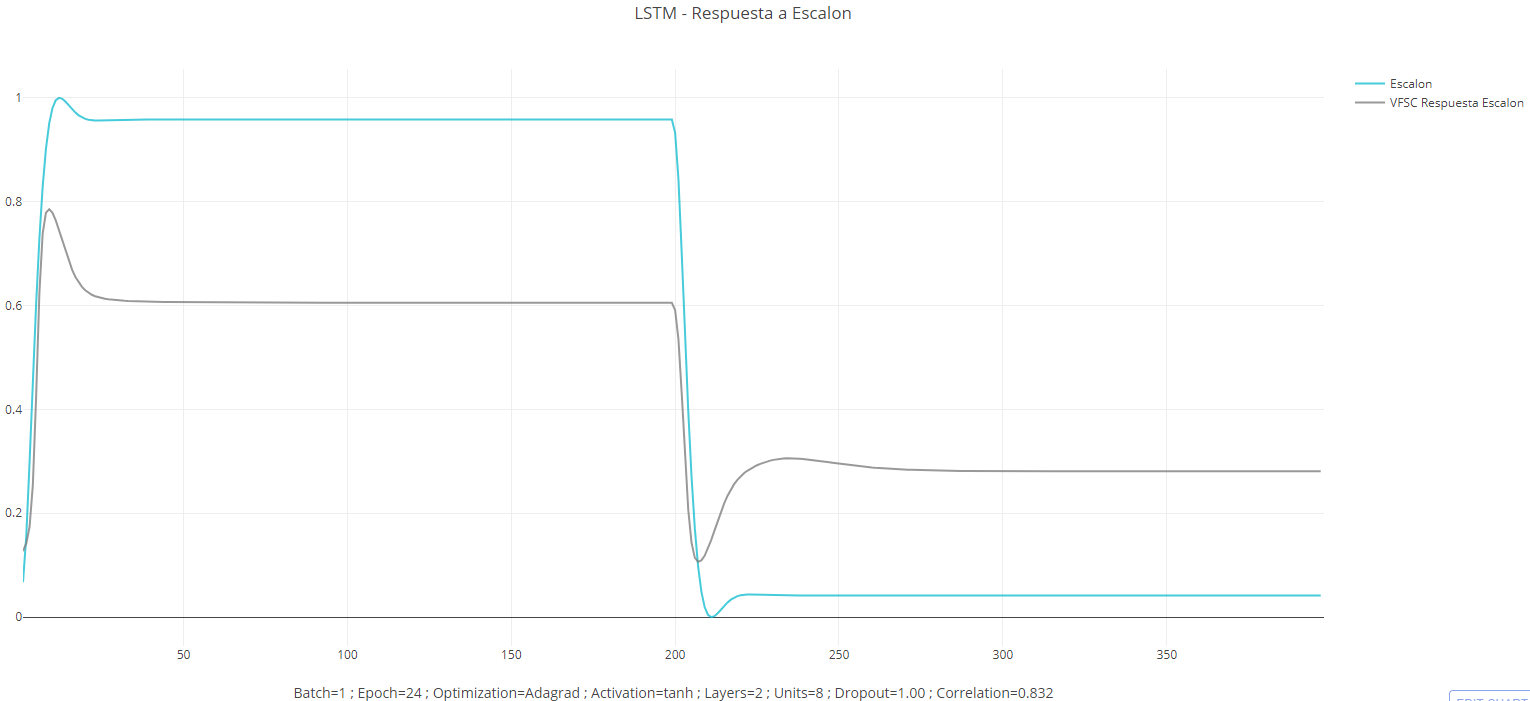 LSTM - Respuesta a Escalon
Escalon
VFSC Respuesta Escalon
1
0.8
0.6
0.4
0.2
0
50 100 150 200 250 300 350
Batch=1 ; Epoch=24 ; Optimization=Adagrad ; Activation=tanh ; Layers=2 ; Units=8 ; Dropout=1.00 ; Correlation=0.832
EDIT CHART